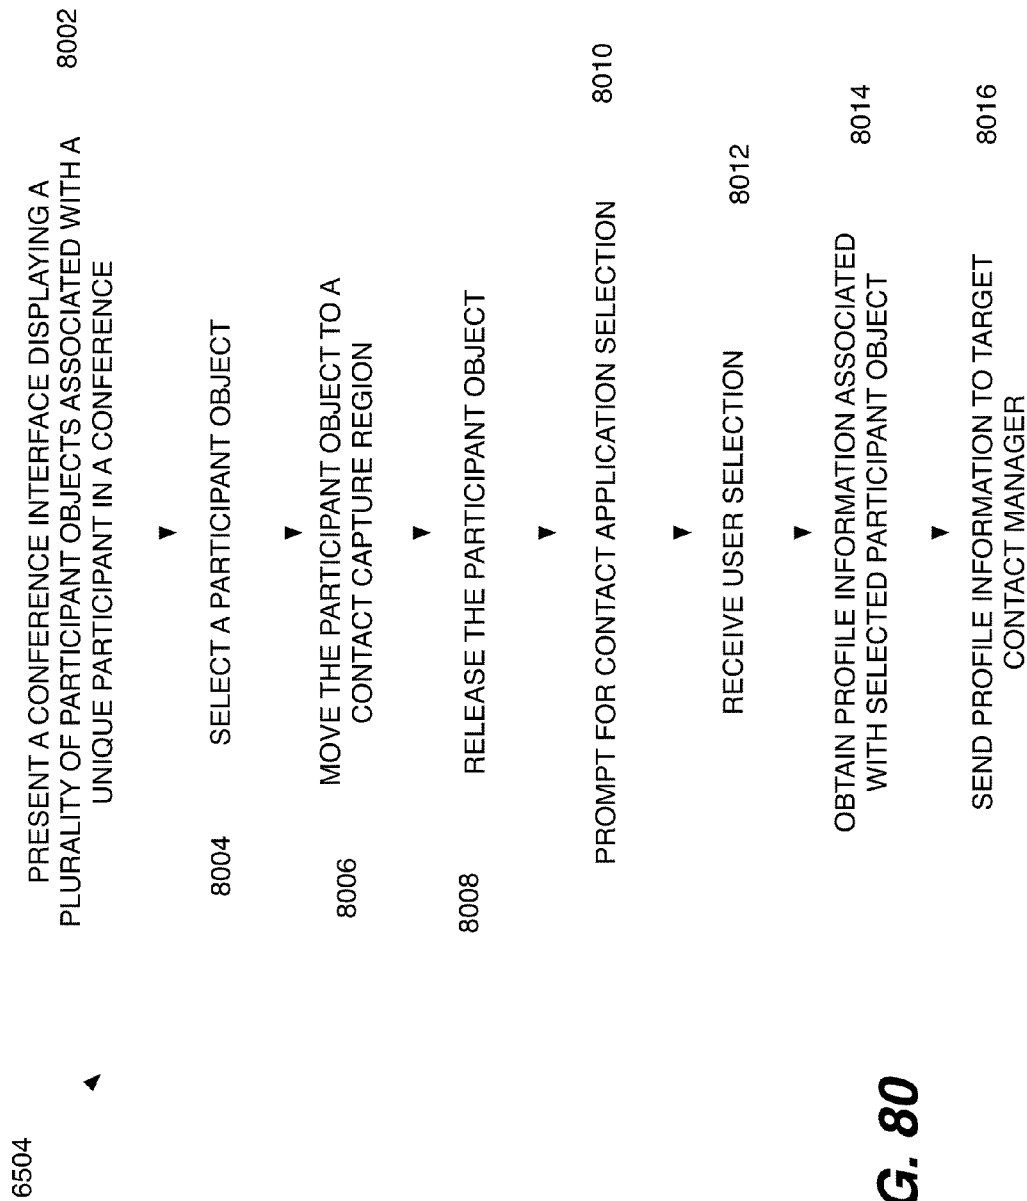 6504
PRESENT A CONFERENCE INTERFACE DISPLAYING A
PLURALITY OF PARTICIPANT OBJECTS ASSOCIATED WITH A
UNIQUE PARTICIPANT IN A CONFERENCE
8002
8004
SELECT A PARTICIPANT OBJECT
8006
MOVE THE PARTICIPANT OBJECT TO A
CONTACT CAPTURE REGION
8008
RELEASE THE PARTICIPANT OBJECT
PROMPT FOR CONTACT APPLICATION SELECTION
8010
RECEIVE USER SELECTION
8012
OBTAIN PROFILE INFORMATION ASSOCIATED
WITH SELECTED PARTICIPANT OBJECT
8014
SEND PROFILE INFORMATION TO TARGET
CONTACT MANAGER
8016
G. 80